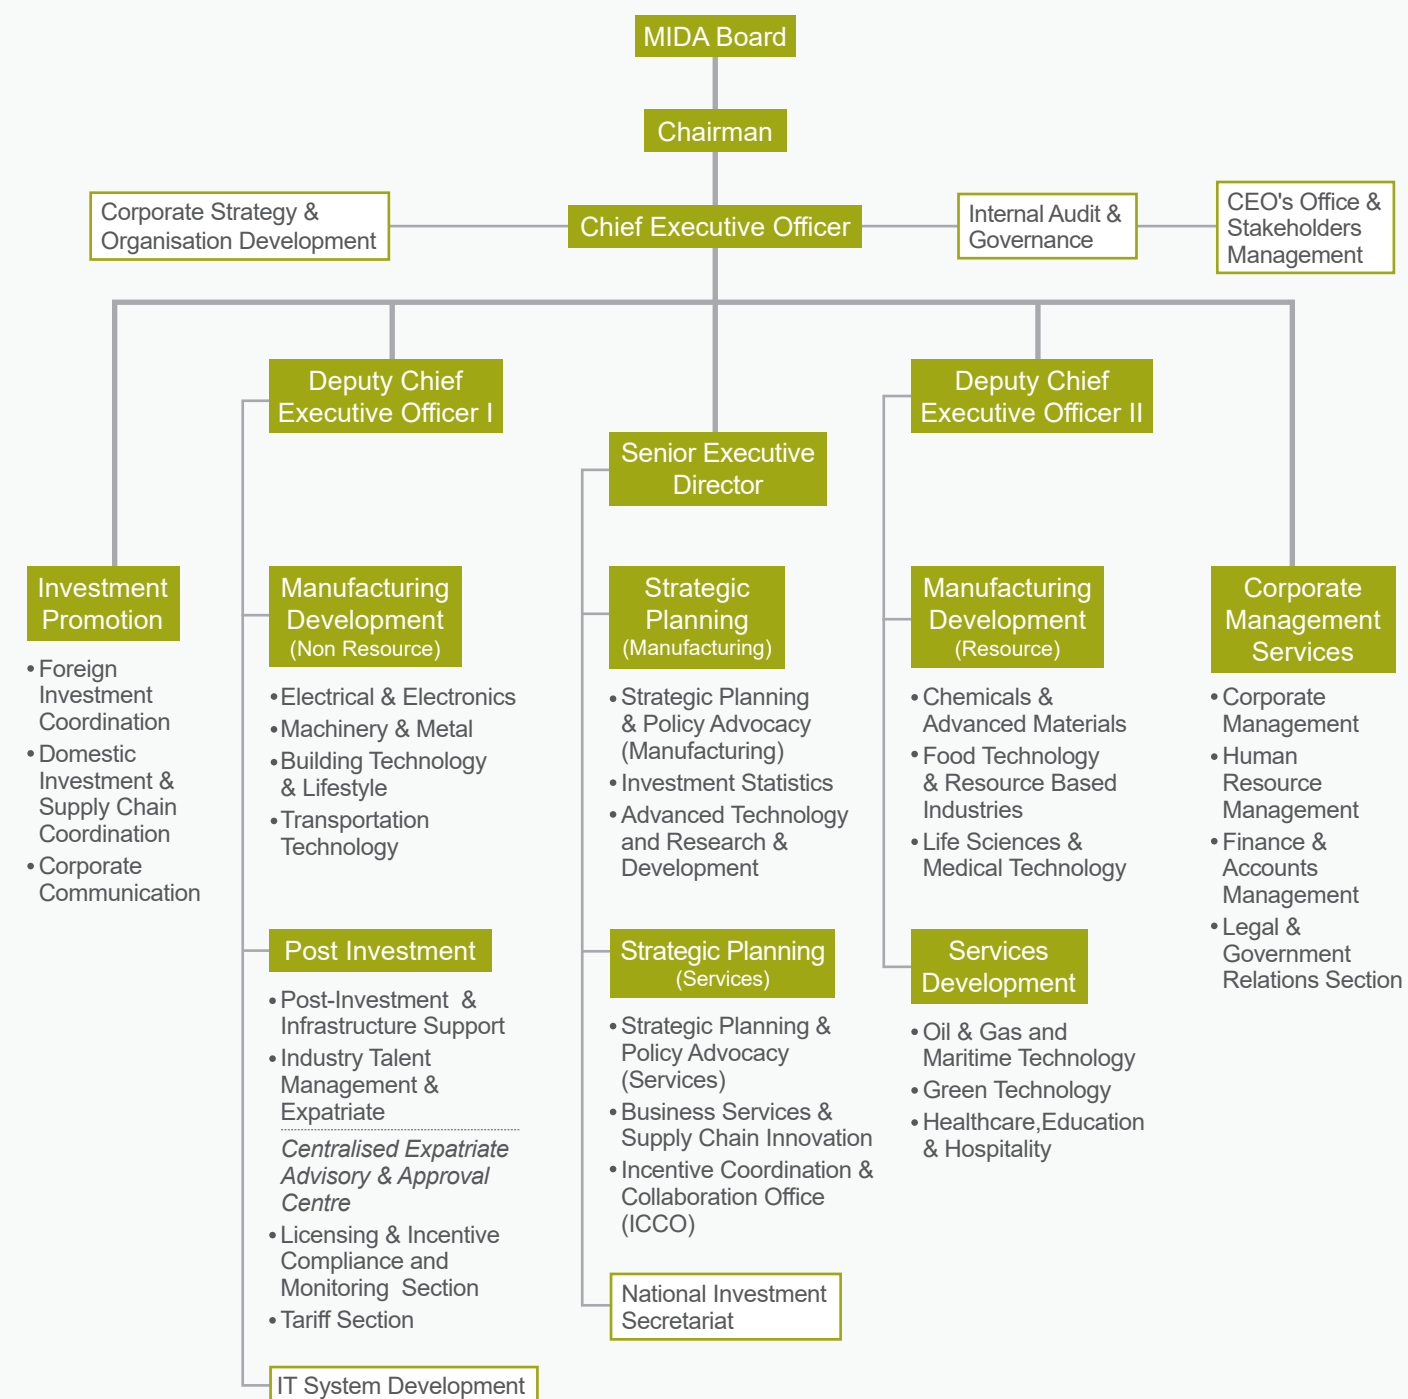 MIDA Board
Chairman
Corporate Strategy &
Organisation Development
Chief Executive Officer
Internal Audit &
Governance
CEO's Office &
Stakeholders
Management
Deputy Chief
Executive Officer I
Senior Executive
Director
Deputy Chief
Executive Officer II
Investment
Promotion
• Foreign
Investment
Coordination
• Domestic
Investment &
Supply Chain
Coordination
• Corporate
Communication
Manufacturing
Development
(Non Resource)
• Electrical & Electronics
• Machinery & Metal
• Building Technology
& Lifestyle
• Transportation
Technology
Post Investment
• Post-Investment &
Infrastructure Support
• Industry Talent
Management &
Expatriate
Centralised Expatriate
Advisory & Approval
Centre
• Licensing & Incentive
Compliance and
Monitoring Section
• Tariff Section
IT System Development
Strategic
Planning
(Manufacturing)
• Strategic Planning
& Policy Advocacy
(Manufacturing)
• Investment Statistics
• Advanced Technology
and Research &
Development
Strategic Planning
(Services)
• Strategic Planning &
Policy Advocacy
(Services)
• Business Services &
Supply Chain Innovation
• Incentive Coordination &
Collaboration Office
(ICCO)
National Investment
Secretariat
Manufacturing
Development
(Resource)
• Chemicals &
Advanced Materials
• Food Technology
& Resource Based
Industries
• Life Sciences &
Medical Technology
Services
Development
• Oil & Gas and
Maritime Technology
• Green Technology
• Healthcare,Education
& Hospitality
Corporate
Management
Services
• Corporate
Management
• Human
Resource
Management
• Finance &
Accounts
Management
• Legal &
Government
Relations Section